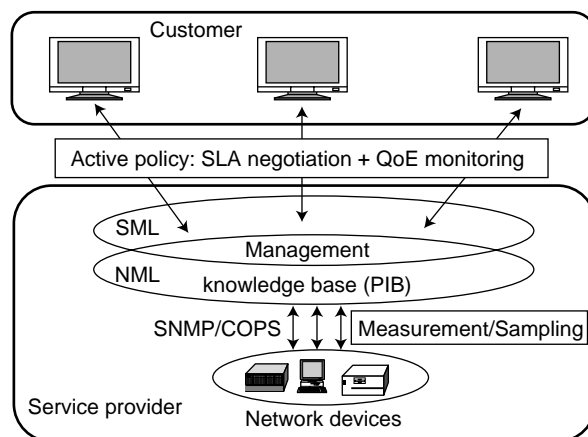 Customer
Active policy: SLA negotiation + QoE monitoring
SML
Management
NML
knowledge base (PIB)
SNMP/COPS
Measurement/Sampling
Service provider
Network devices